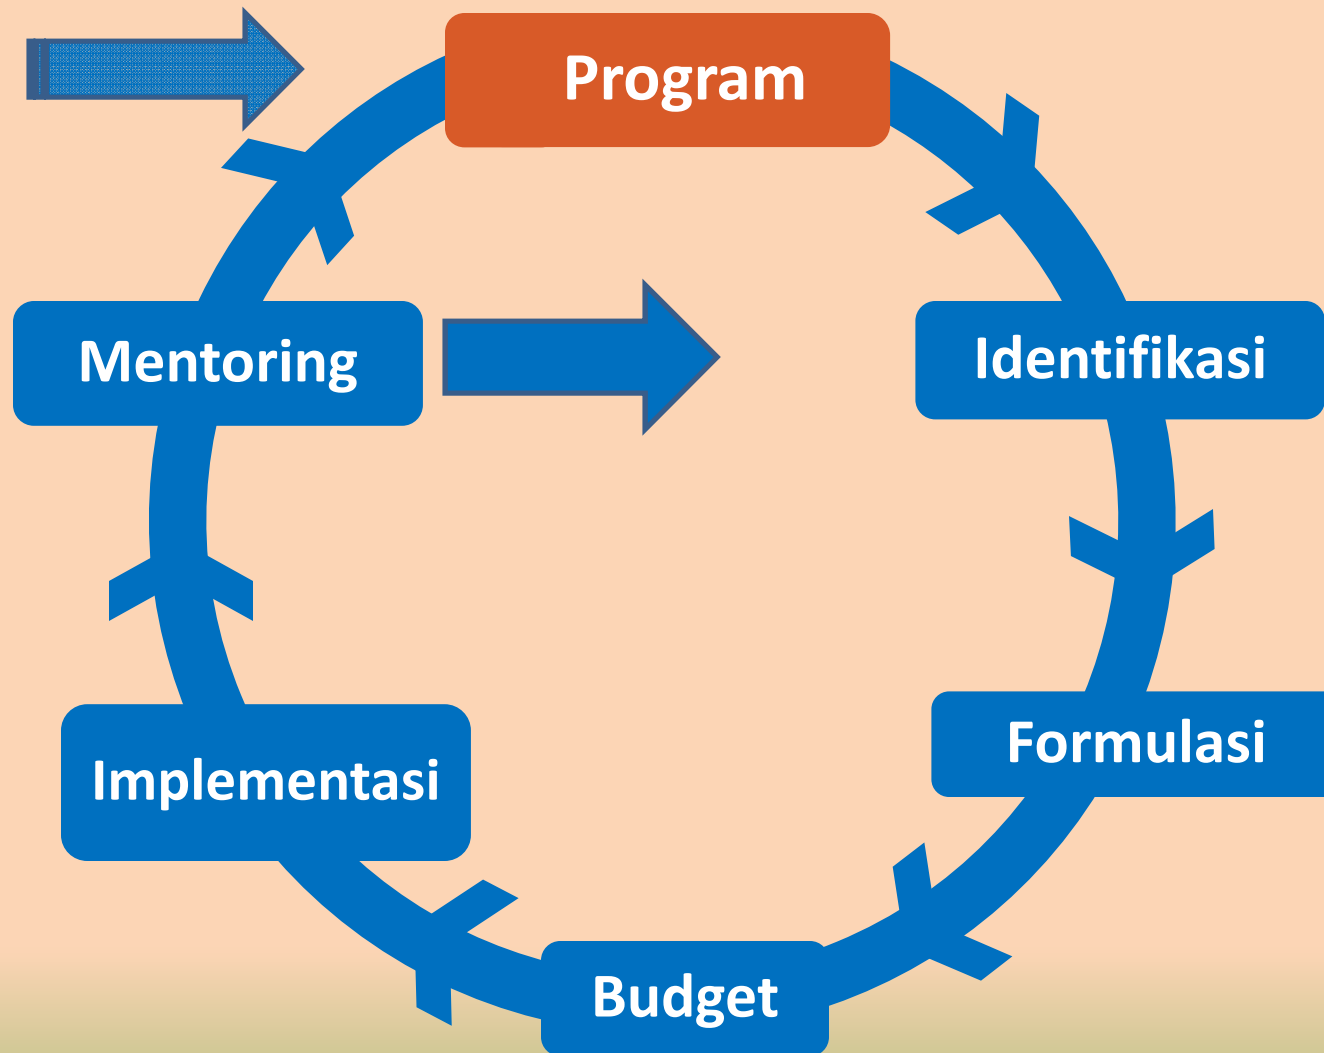 Program
Mentoring
Identifikasi
Formulasi
Implementasi
Budget